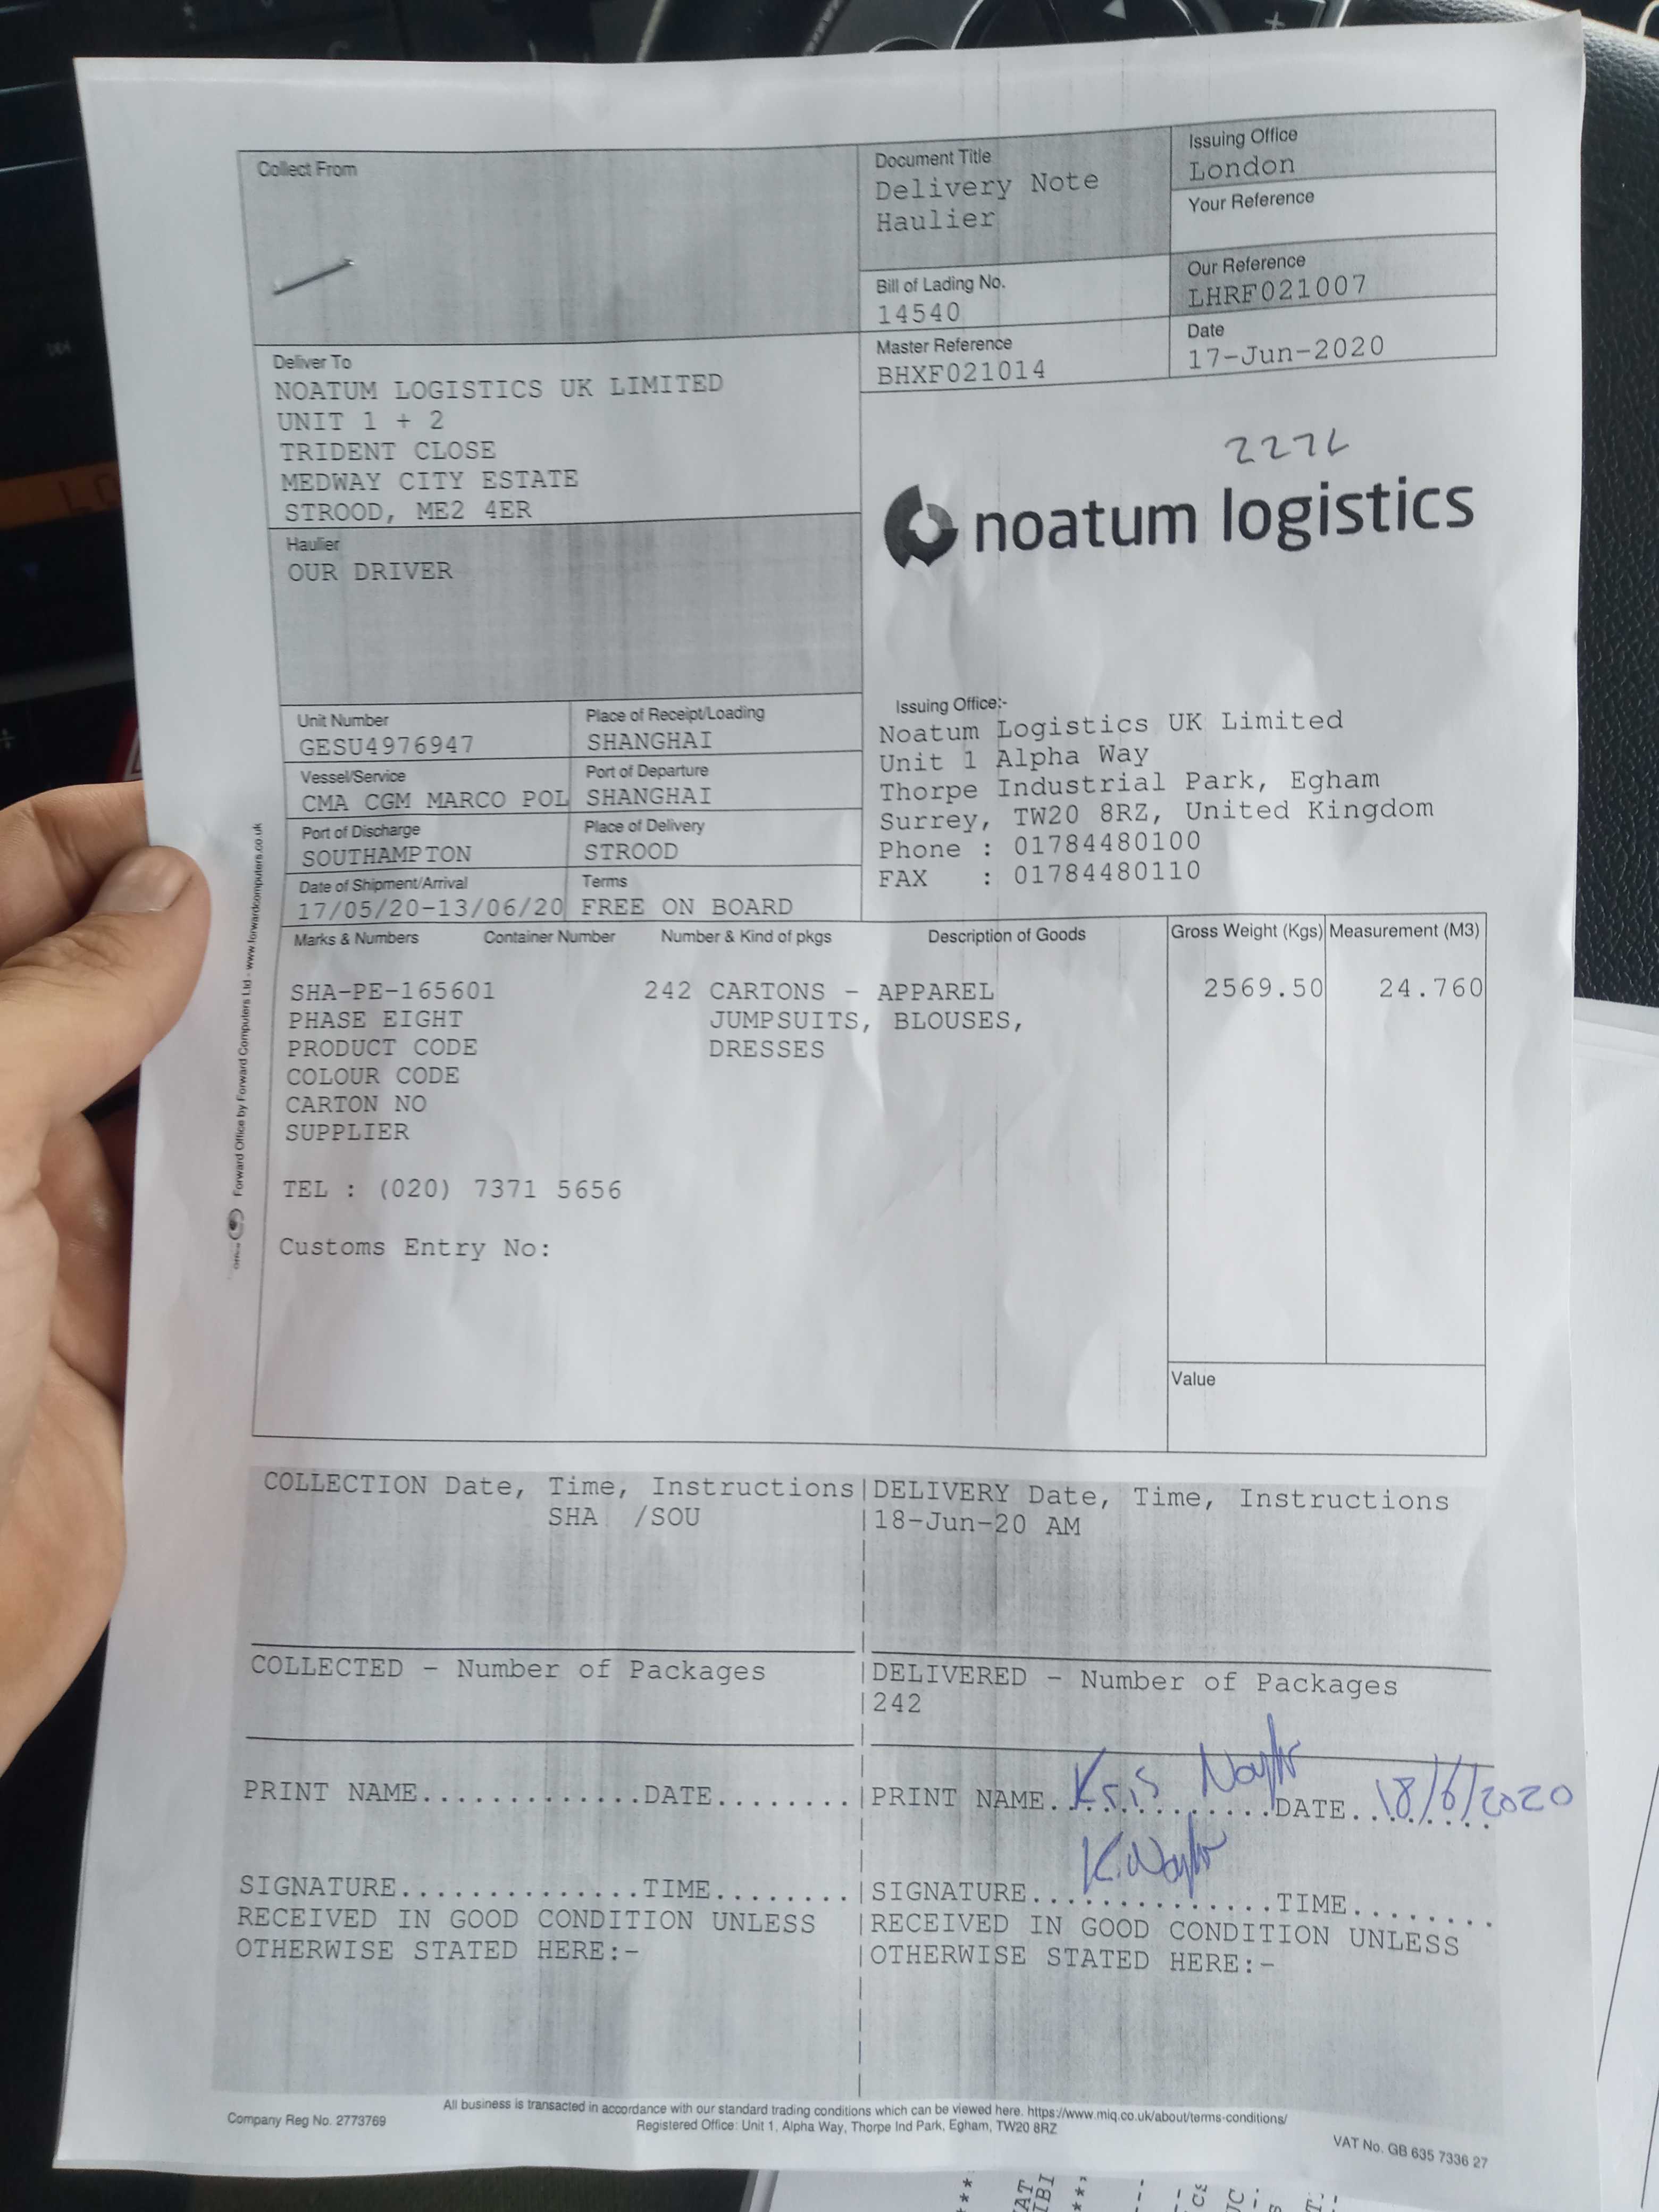 Collect From
Document Title
Delivery Note
Haulier
Issuing Office
London
Your Reference
Bill of Lading No.
14540
Our Reference
LHRF021007
Master Reference
BHXF021014
Date
17-Jun-2020
Deliver To
NOATUM LOGISTICS UK LIMITED
UNIT 1 + 2
TRIDENT CLOSE
MEDWAY CITY ESTATE
STROOD, ME2 4ER
noatum logistics
Haulier
OUR DRIVER
Unit Number
GESU4976947
Place of Receipt/Loading
SHANGHAI
Vessel/Service
CMA CGM MARCO POL
Port of Departure
SHANGHAI
Port of Discharge
SOUTHAMPTON
Place of Delivery
STROOD
Date of Shipment/Arrival
17/05/20-13/06/20
Terms
FREE ON BOARD
Issuing Office:-
Noatum Logistics UK Limited
Unit 1 Alpha Way
Thorpe Industrial Park, Egham
Surrey, TW20 8RZ, United Kingdom
Phone : 01784480100
FAX : 01784480110
Marks & Numbers Container Number Number & Kind of pkgs Description of Goods Gross Weight (Kgs) Measurement (M3)
SHA-PE-165601 242 CARTONS - APPAREL 2569.50 24.760
PHASE EIGHT JUMPSUITS, BLOUSES,
PRODUCT CODE DRESSES
COLOUR CODE
CARTON NO
SUPPLIER
TEL : (020) 7371 5656
Customs Entry No:
Value
Forward Office by Forward Computers Ltd - www.forwardcomputers.co.uk
COLLECTION Date, Time, Instructions
SHA /SOU
DELIVERY Date, Time, Instructions
18-Jun-20 AM
COLLECTED - Number of Packages
DELIVERED - Number of Packages
242
PRINT NAME..............DATE........
PRINT NAME. Kris Naylor DATE. 18/6/2020
SIGNATURE..............TIME........
RECEIVED IN GOOD CONDITION UNLESS
OTHERWISE STATED HERE:-
K.Naylor
SIGNATURE..............TIME........
RECEIVED IN GOOD CONDITION UNLESS
OTHERWISE STATED HERE:-
Company Reg No. 2773769
All business is transacted in accordance with our standard trading conditions which can be viewed here. https://www.miq.co.uk/about/terms-conditions/
Registered Office: Unit 1, Alpha Way, Thorpe Ind Park, Egham, TW20 8RZ
VAT No. GB 635 7336 27